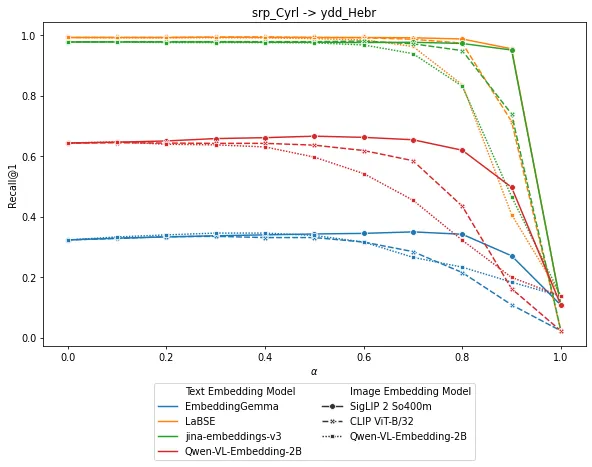 srp_Cyrl -> ydd_Hebr
Recall@1
1.0
0.8
0.6
0.4
0.2
0.0
0.0 0.2 0.4 0.6 0.8 1.0
α
Text Embedding Model Image Embedding Model
EmbeddingGemma SigLIP 2 So400m
LaBSE CLIP ViT-B/32
jina-embeddings-v3 Qwen-VL-Embedding-2B
Qwen-VL-Embedding-2B